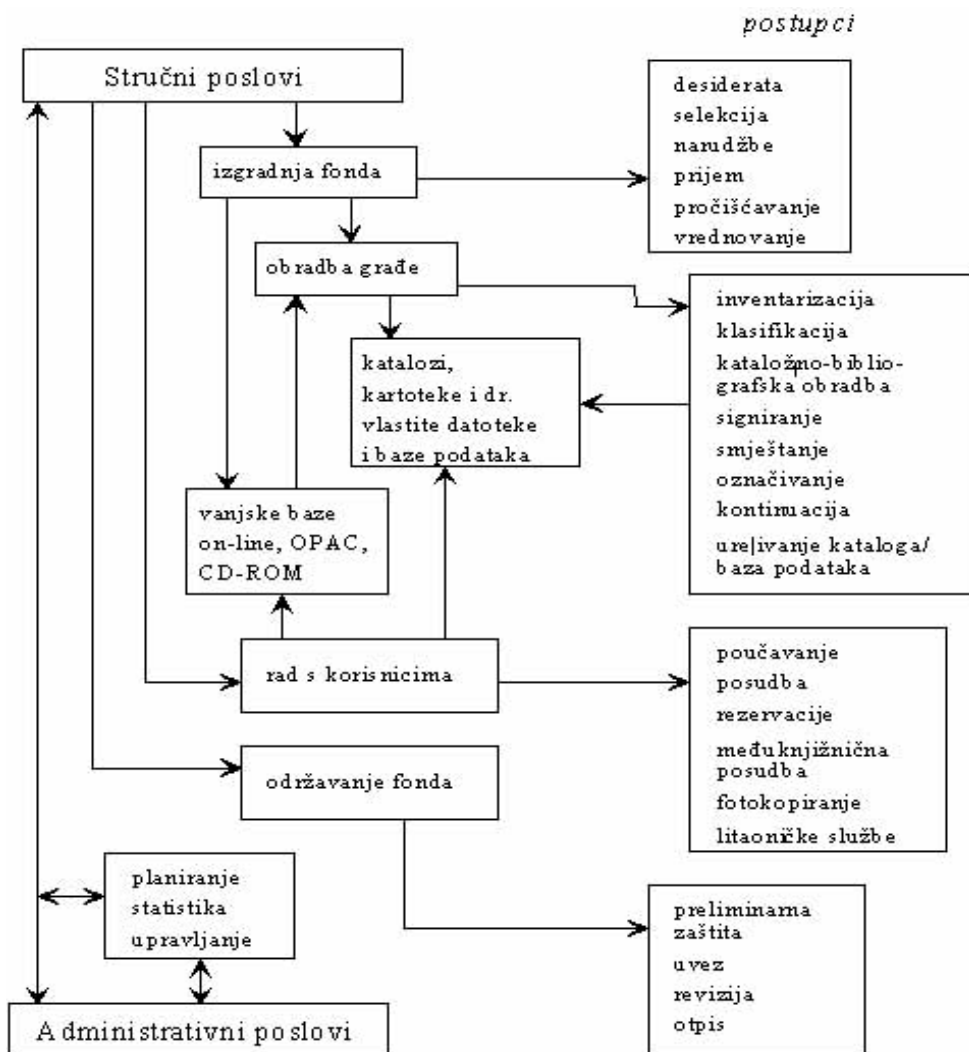 postupci
Stručni poslovi
desiderata
selekcija
narudžbe
prijem
pročišćavanje
vrednovanje
izgradnja fonda
obradba građe
inventarizacija
klasifikacija
kataložno-biblio-
grafska obradba
signiranje
smještanje
označivanje
kontinuacija
ure|ivanje kataloga/
baza podataka
katalozi,
kartoteke i dr.
vlastite datoteke
i baze podataka
vanjske baze
on-line, OPAC,
CD-ROM
rad s korisnicima
poučavanje
posudba
rezervacije
međuknjižnična
posudba
fotokopiranje
litaoničke službe
održavanje fonda
planiranje
statistika
upravljanje
preliminarna
zaštita
uvez
revizija
otpis
Administrativni poslovi